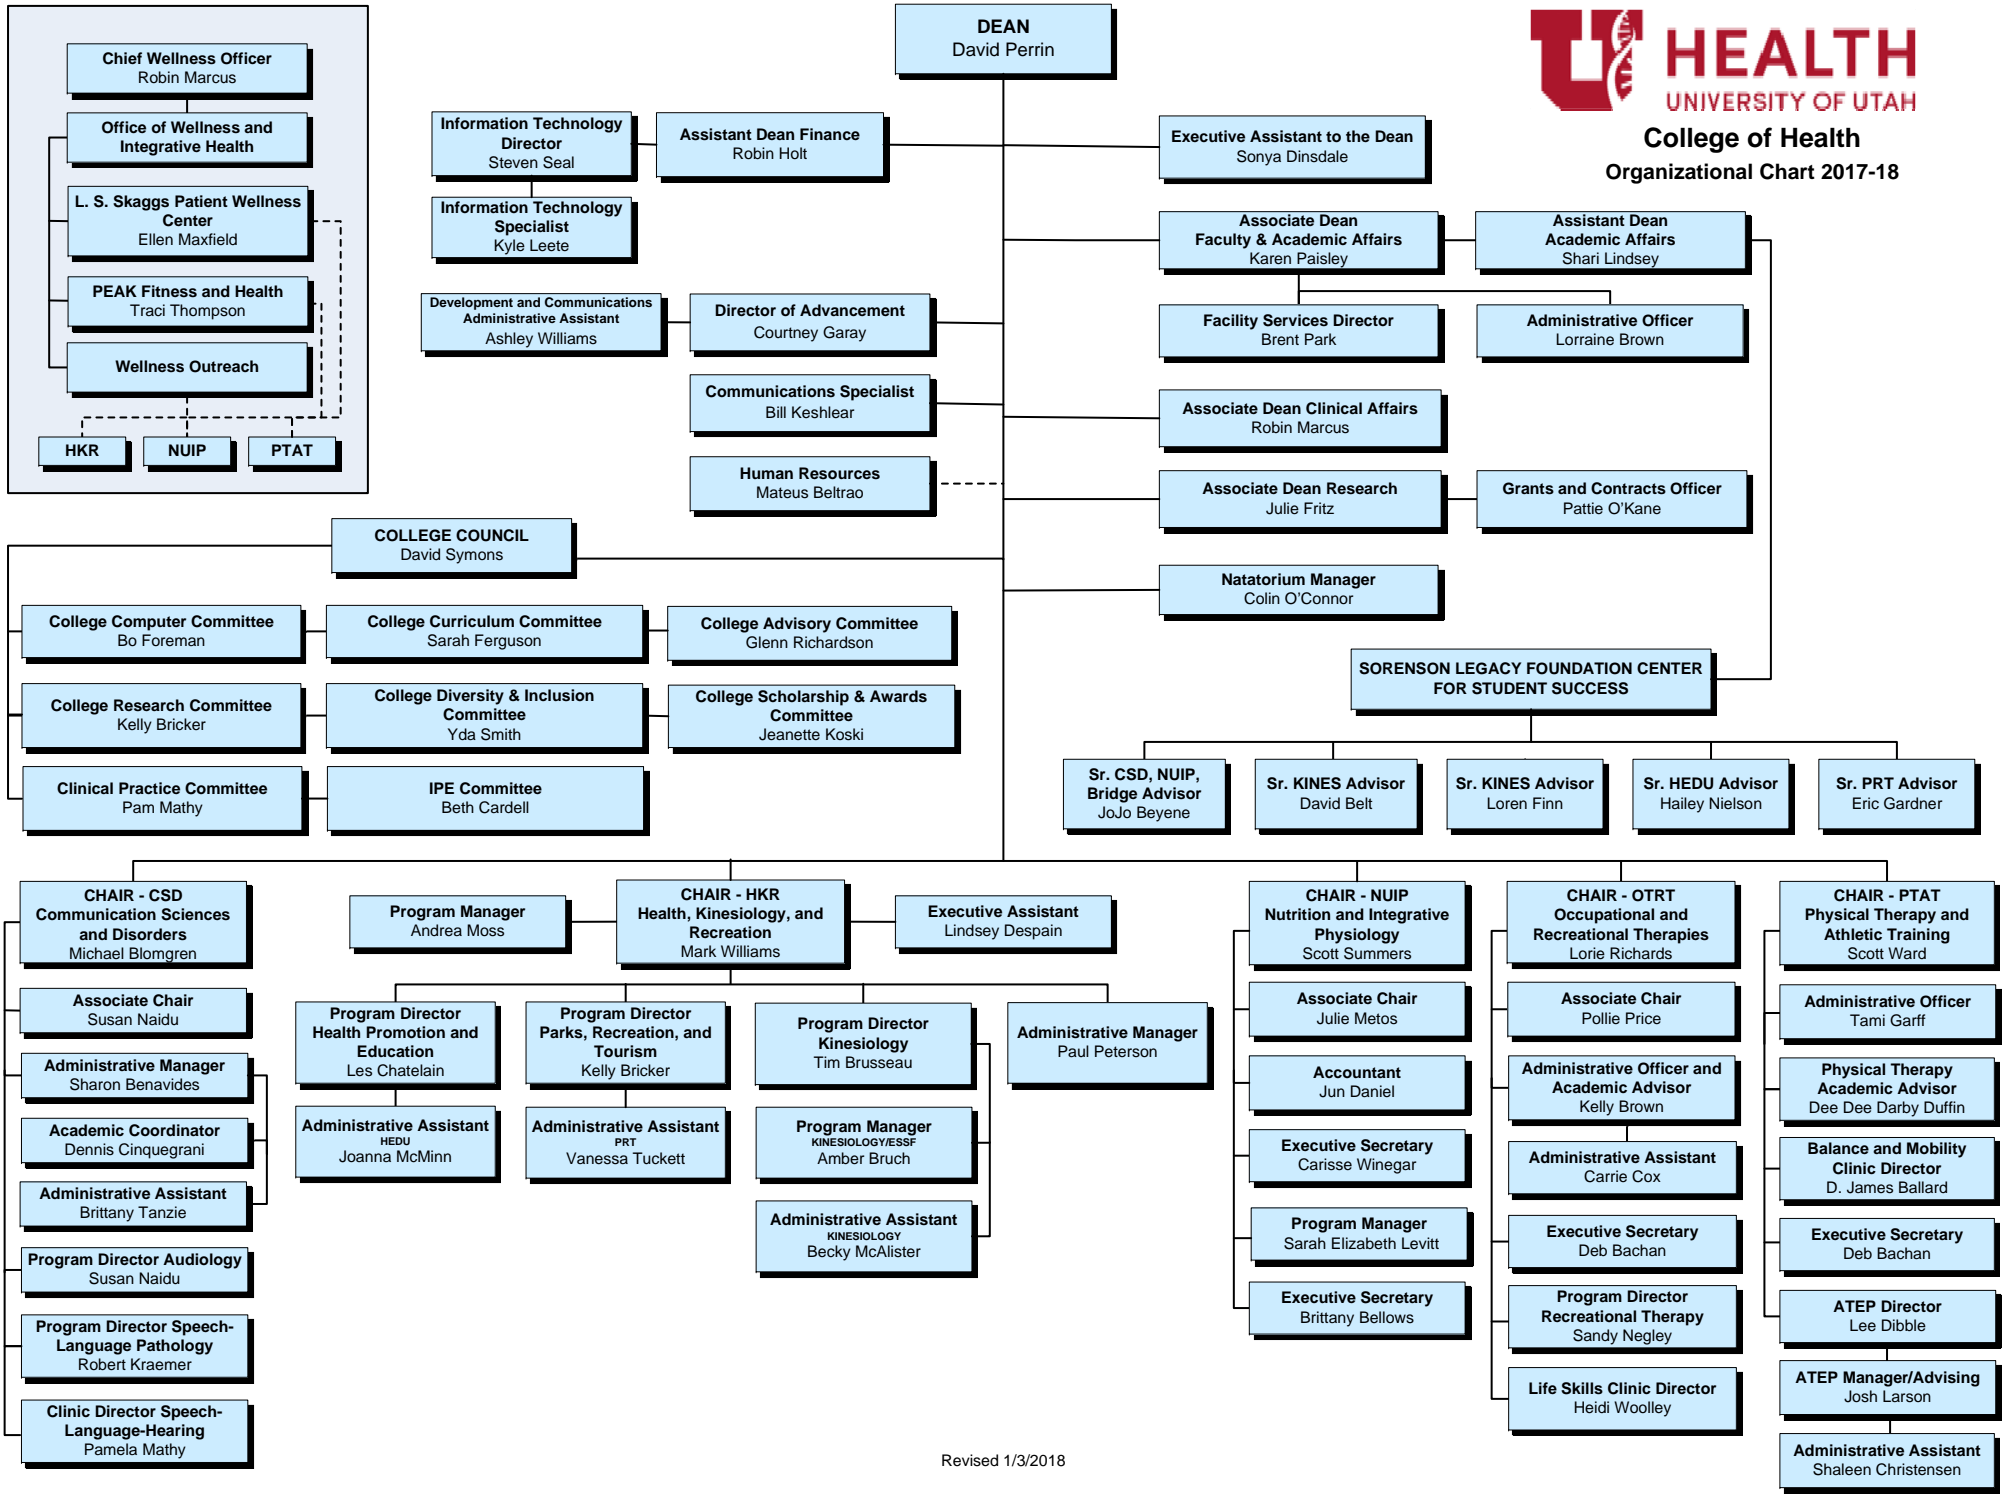 DEAN
David Perrin
HEALTH
UNIVERSITY OF UTAH
College of Health
Organizational Chart 2017-18
Chief Wellness Officer
Robin Marcus
Office of Wellness and
Integrative Health
L. S. Skaggs Patient Wellness
Center
Ellen Maxfield
PEAK Fitness and Health
Traci Thompson
Wellness Outreach
HKR
NUIP
PTAT
Information Technology
Director
Steven Seal
Assistant Dean Finance
Robin Holt
Executive Assistant to the Dean
Sonya Dinsdale
Information Technology
Specialist
Kyle Leete
Associate Dean
Faculty & Academic Affairs
Karen Paisley
Assistant Dean
Academic Affairs
Shari Lindsey
Development and Communications
Administrative Assistant
Ashley Williams
Director of Advancement
Courtney Garay
Facility Services Director
Brent Park
Administrative Officer
Lorraine Brown
Communications Specialist
Bill Keshlear
Associate Dean Clinical Affairs
Robin Marcus
Human Resources
Mateus Beltrao
Associate Dean Research
Julie Fritz
Grants and Contracts Officer
Pattie O'Kane
COLLEGE COUNCIL
David Symons
Natatorium Manager
Colin O'Connor
College Computer Committee
Bo Foreman
College Curriculum Committee
Sarah Ferguson
College Advisory Committee
Glenn Richardson
College Research Committee
Kelly Bricker
College Diversity & Inclusion
Committee
Yda Smith
College Scholarship & Awards
Committee
Jeanette Koski
Clinical Practice Committee
Pam Mathy
IPE Committee
Beth Cardell
SORENSON LEGACY FOUNDATION CENTER
FOR STUDENT SUCCESS
Sr. CSD, NUIP,
Bridge Advisor
JoJo Beyene
Sr. KINES Advisor
David Belt
Sr. KINES Advisor
Loren Finn
Sr. HEDU Advisor
Hailey Nielson
Sr. PRT Advisor
Eric Gardner
CHAIR - CSD
Communication Sciences
and Disorders
Michael Blomgren
Associate Chair
Susan Naidu
Administrative Manager
Sharon Benavides
Academic Coordinator
Dennis Cinquegrani
Administrative Assistant
Brittany Tanzie
Program Director Audiology
Susan Naidu
Program Director Speech-
Language Pathology
Robert Kraemer
Clinic Director Speech-
Language-Hearing
Pamela Mathy
Program Manager
Andrea Moss
CHAIR - HKR
Health, Kinesiology, and
Recreation
Mark Williams
Executive Assistant
Lindsey Despain
Program Director
Health Promotion and
Education
Les Chatelain
Administrative Assistant
HEDU
Joanna McMinn
Program Director
Parks, Recreation, and
Tourism
Kelly Bricker
Administrative Assistant
PRT
Vanessa Tuckett
Program Director
Kinesiology
Tim Brusseau
Program Manager
KINESIOLOGY/ESSF
Amber Bruch
Administrative Assistant
KINESIOLOGY
Becky McAlister
Administrative Manager
Paul Peterson
CHAIR - NUIP
Nutrition and Integrative
Physiology
Scott Summers
Associate Chair
Julie Metos
Accountant
Jun Daniel
Executive Secretary
Carisse Winegar
Program Manager
Sarah Elizabeth Levitt
Executive Secretary
Brittany Bellows
CHAIR - OTRT
Occupational and
Recreational Therapies
Lorie Richards
Associate Chair
Pollie Price
Administrative Officer and
Academic Advisor
Kelly Brown
Administrative Assistant
Carrie Cox
Executive Secretary
Deb Bachan
Program Director
Recreational Therapy
Sandy Negley
Life Skills Clinic Director
Heidi Woolley
CHAIR - PTAT
Physical Therapy and
Athletic Training
Scott Ward
Administrative Officer
Tami Garff
Physical Therapy
Academic Advisor
Dee Dee Darby Duffin
Balance and Mobility
Clinic Director
D. James Ballard
Executive Secretary
Deb Bachan
ATEP Director
Lee Dibble
ATEP Manager/Advising
Josh Larson
Administrative Assistant
Shaleen Christensen
Revised 1/3/2018